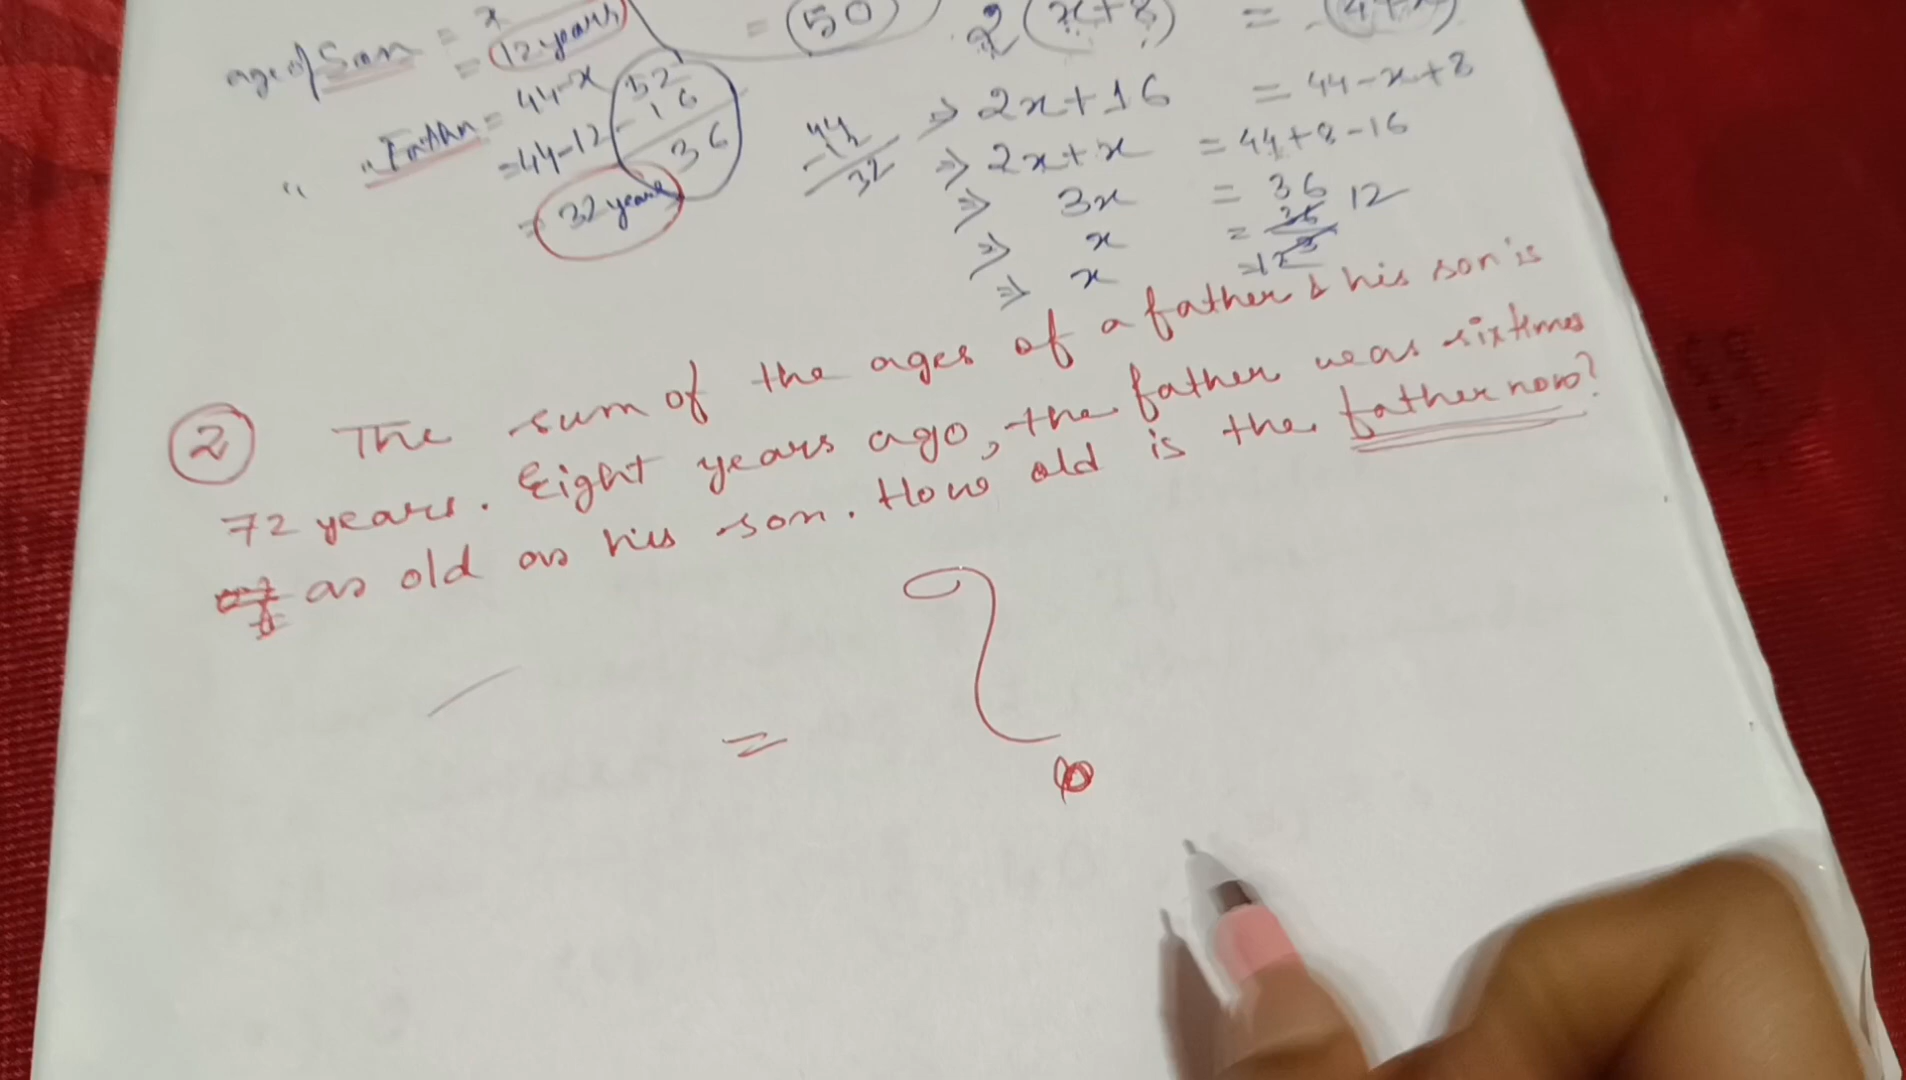 age of Son = x
= 12 years
= 50
2(x+8) = (4
" " Father = 44-x
= 44-12
= 32 years
52
-16
36
44
-12
32
⇒ 2x+16 = 44-x+8
⇒ 2x+x = 44+8-16
⇒ 3x = 36
⇒ x = 36 12
⇒ x = 12
2 The sum of the ages of a father & his son is
72 years. Eight years ago, the father was six times
as old as his son. How old is the father now?
=